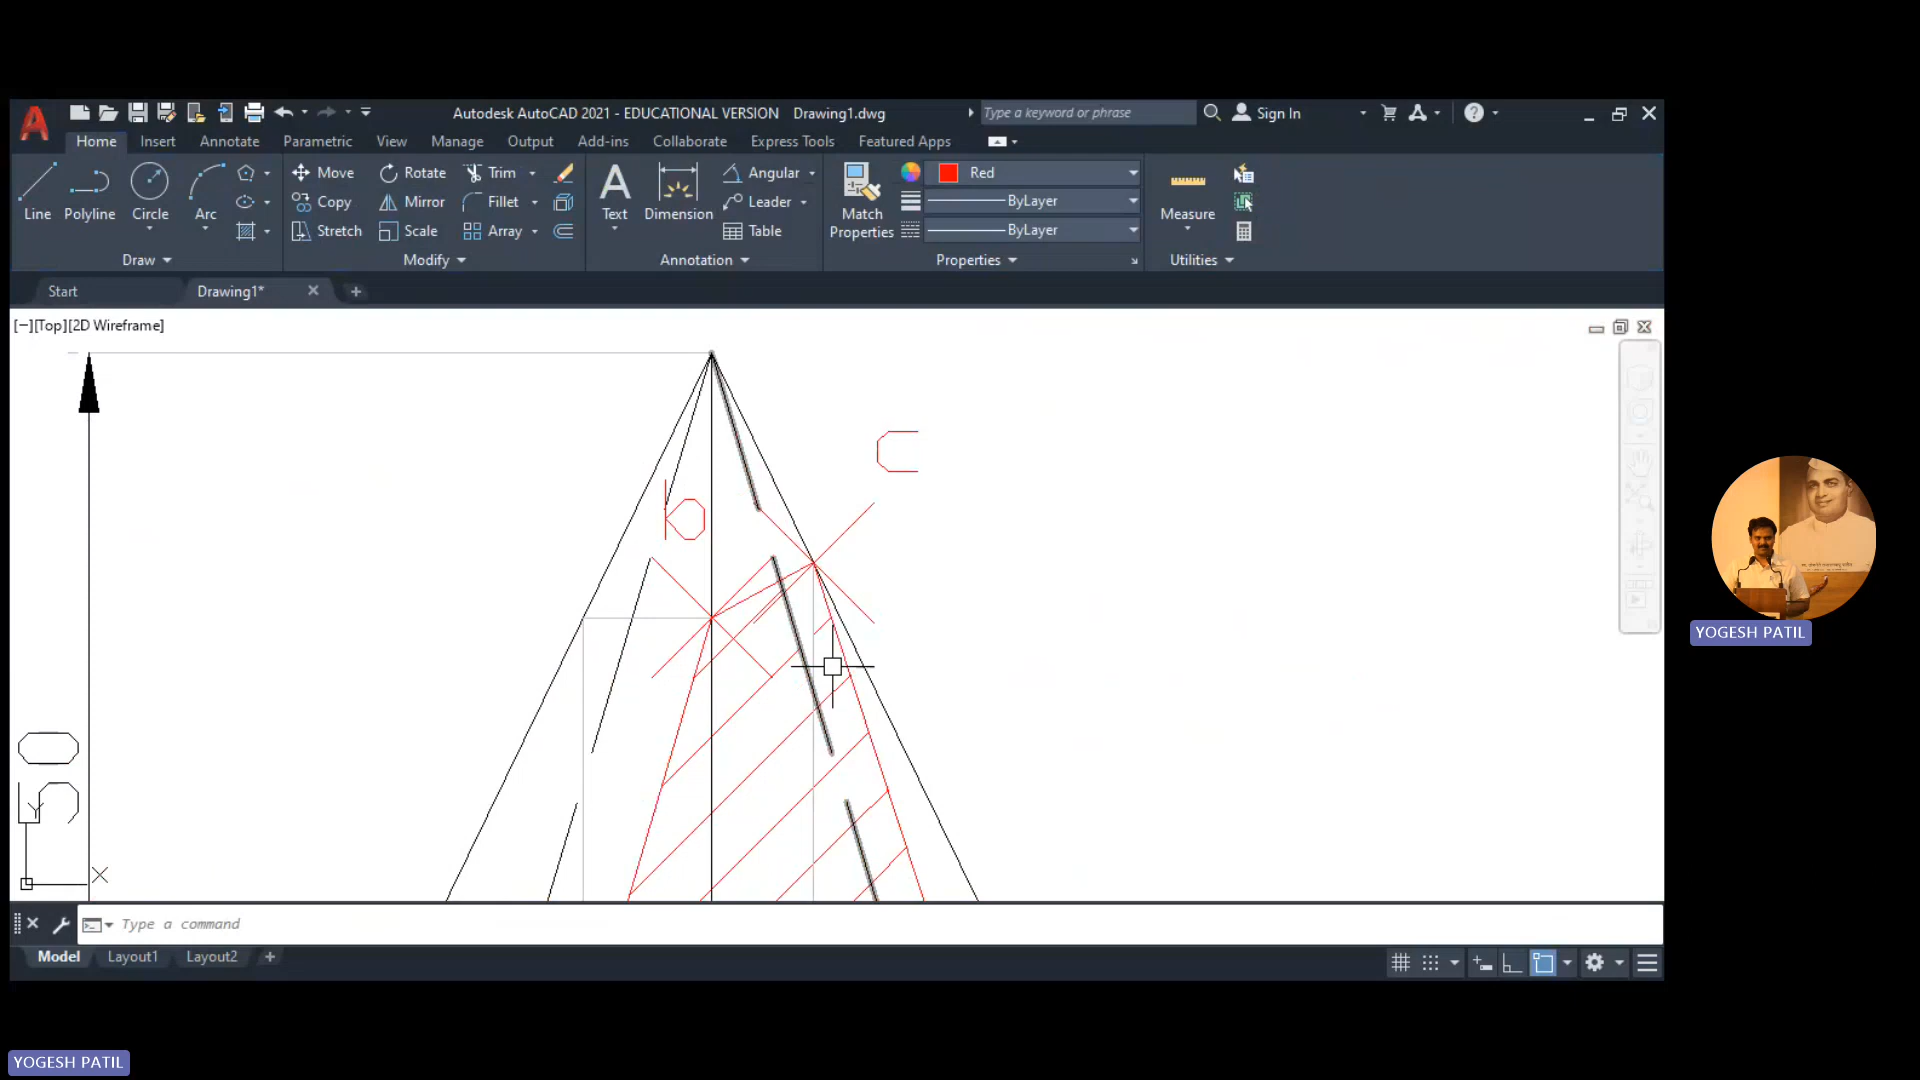 Autodesk AutoCAD 2021 - EDUCATIONAL VERSION Drawing1.dwg
Type a keyword or phrase
Sign In
Home Insert Annotate Parametric View Manage Output Add-ins Collaborate Express Tools Featured Apps
Line Polyline Circle Arc
Draw
Move Rotate Trim
Copy Mirror Fillet
Stretch Scale Array
Modify
Text Dimension
Angular
Leader
Table
Annotation
Match Properties
Red
ByLayer
ByLayer
Properties
Measure
Utilities
Start Drawing1*
[−][Top][2D Wireframe]
b
c
50
Y
Type a command
Model Layout1 Layout2
YOGESH PATIL
YOGESH PATIL